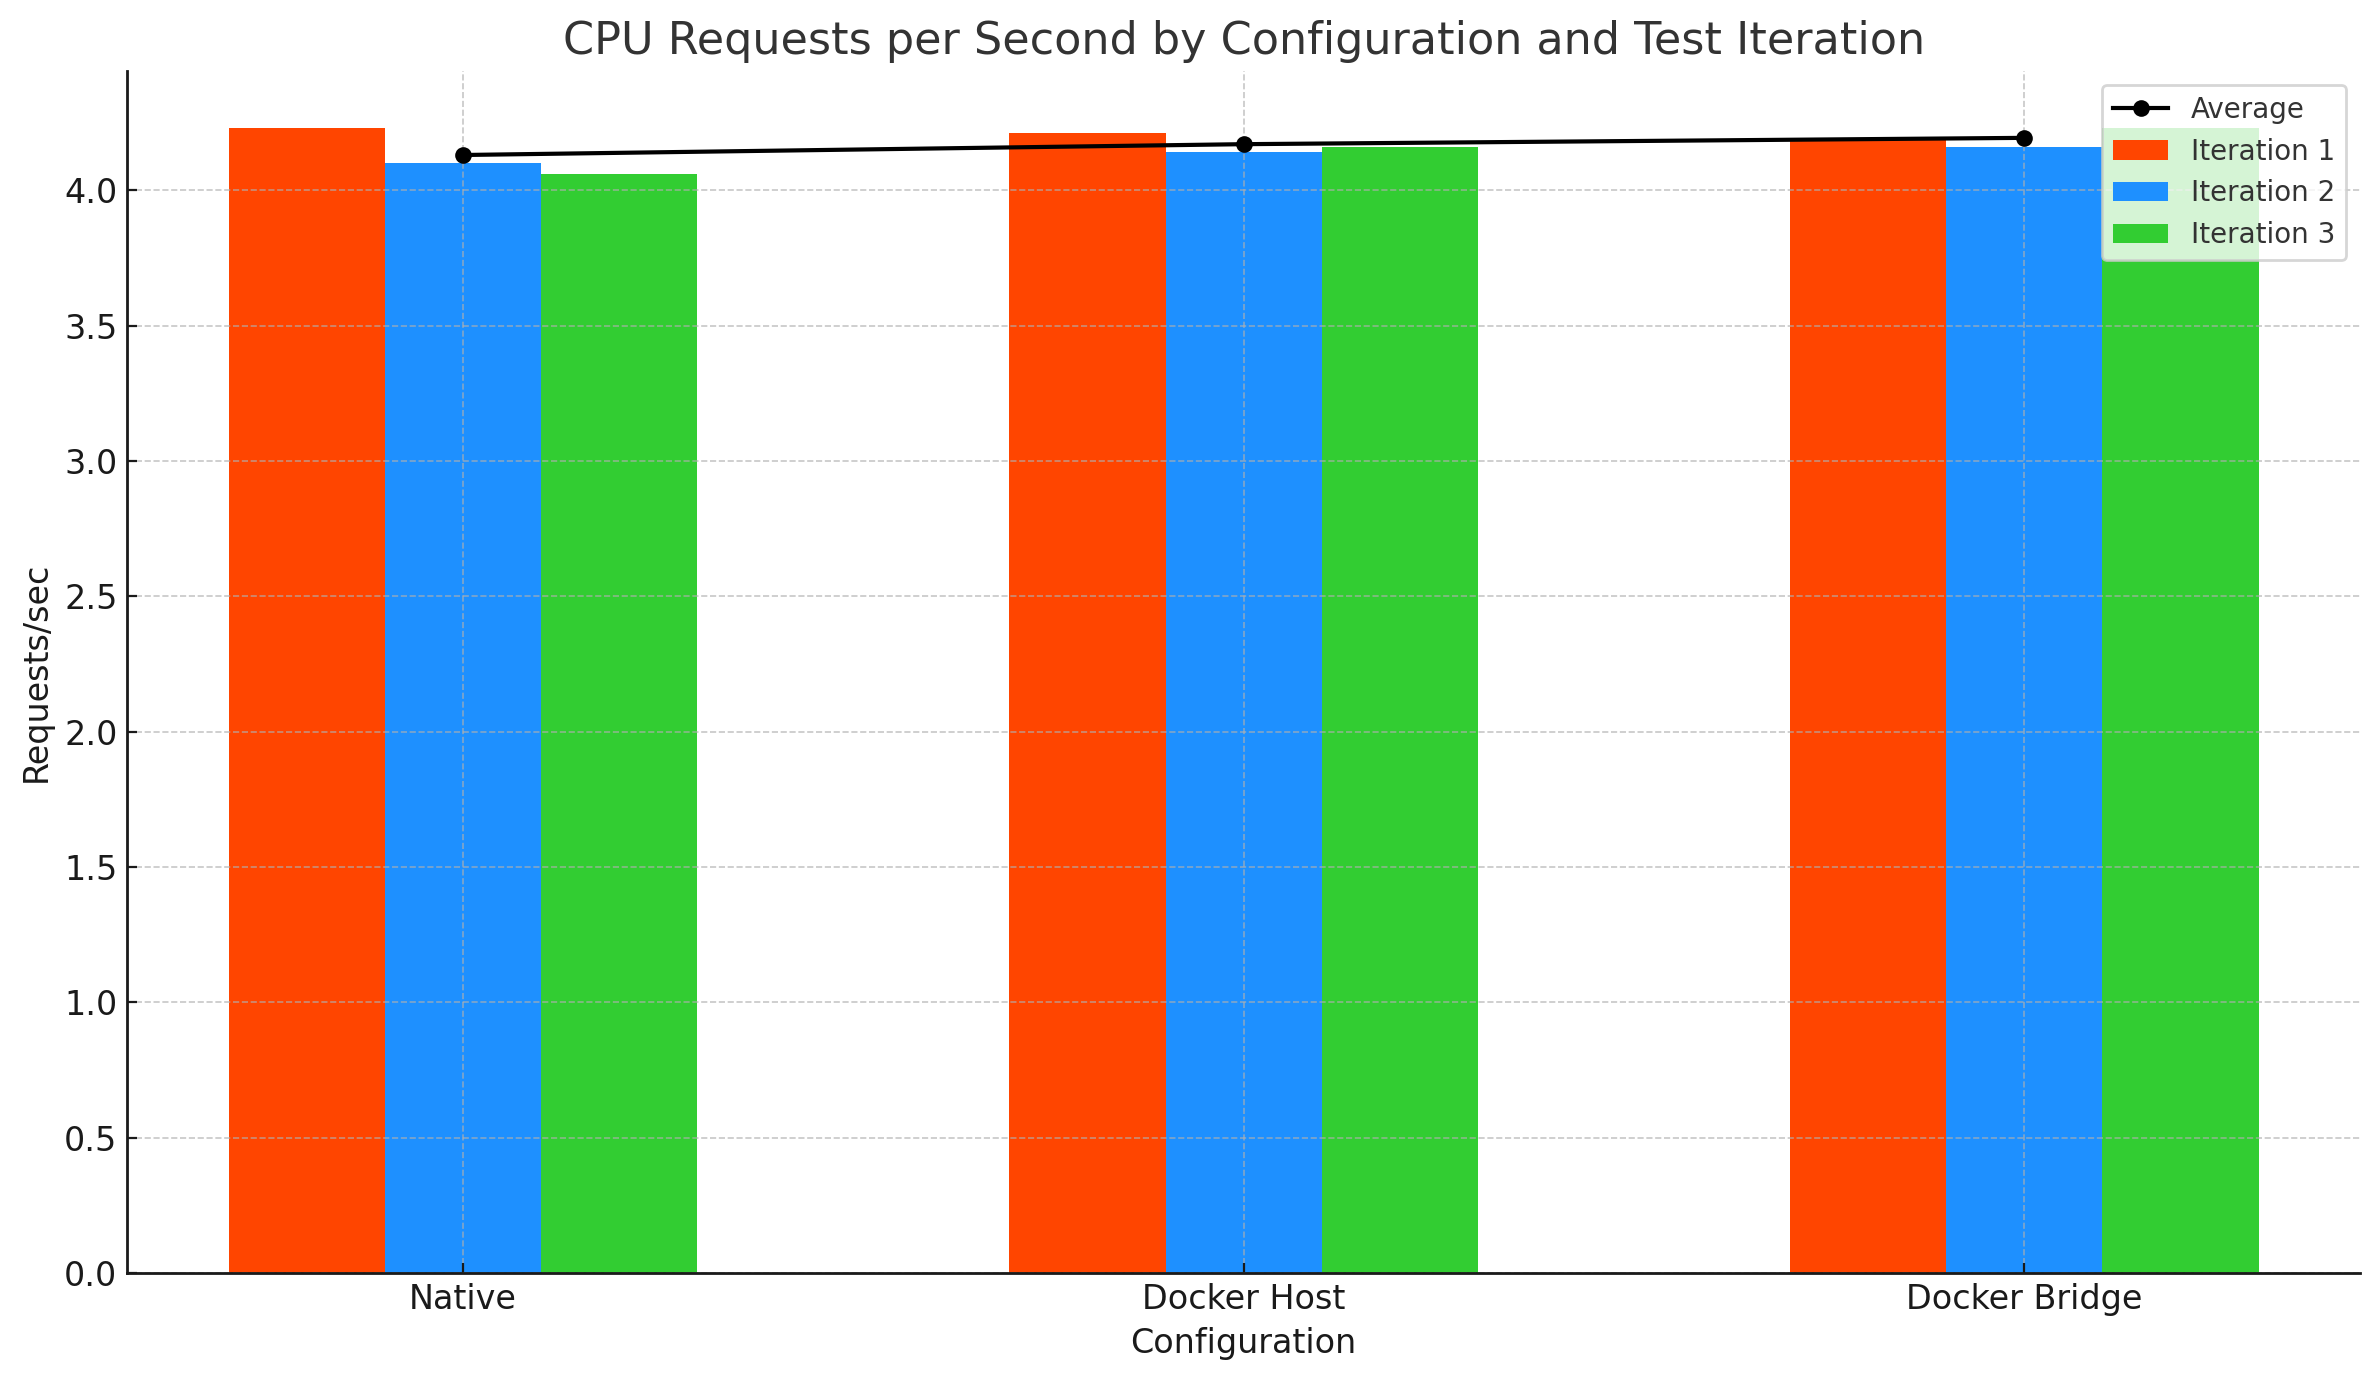 CPU Requests per Second by Configuration and Test Iteration
Average
Iteration 1
Iteration 2
Iteration 3
4.0
3.5
3.0
2.5
2.0
1.5
1.0
0.5
0.0
Requests/sec
Native
Docker Host
Docker Bridge
Configuration